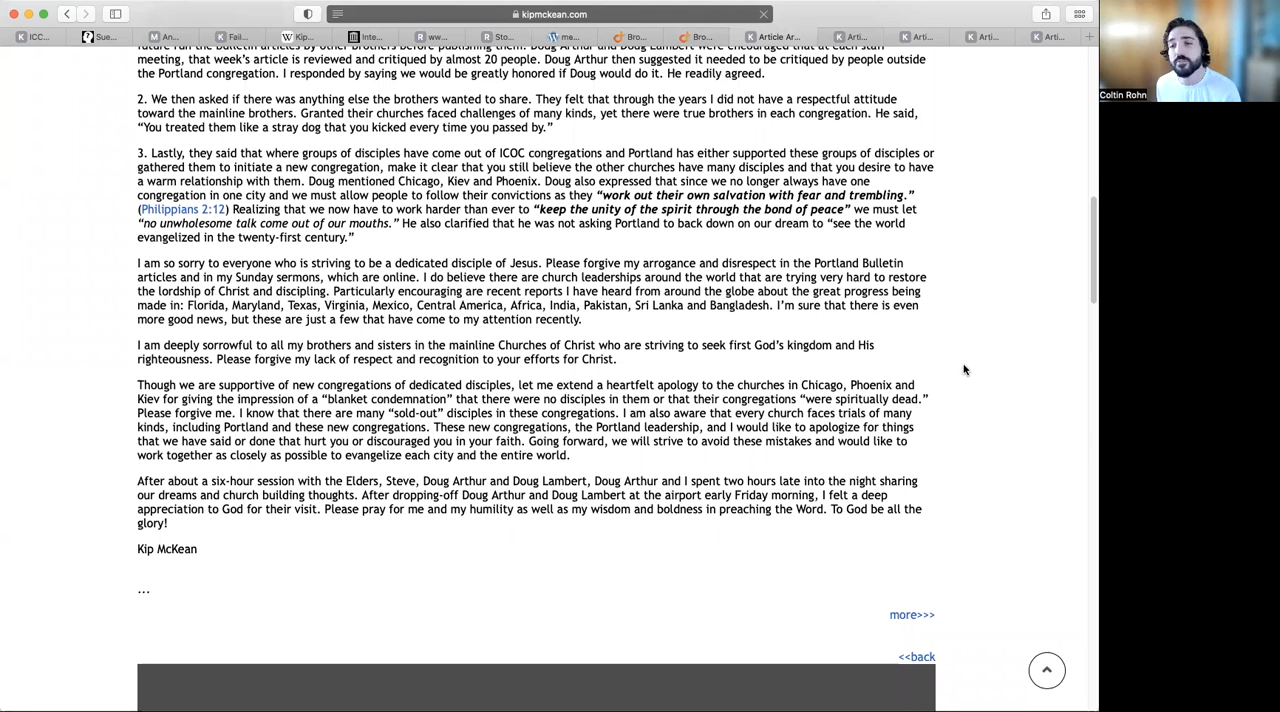 kipmckean.com
ICC...
Sue...
An...
Fail...
Kip...
Inte...
ww...
Sto...
me...
Bro...
Bro...
Article Ar...
Arti...
Arti...
Arti...
Arti...
future run the Bulletin articles by other brothers before publishing them. Doug Arthur and Doug Lambert were encouraged that at each staff
meeting, that week’s article is reviewed and critiqued by almost 20 people. Doug Arthur then suggested it needed to be critiqued by people outside
the Portland congregation. I responded by saying we would be greatly honored if Doug would do it. He readily agreed.
2. We then asked if there was anything else the brothers wanted to share. They felt that through the years I did not have a respectful attitude
toward the mainline brothers. Granted their churches faced challenges of many kinds, yet there were true brothers in each congregation. He said,
“You treated them like a stray dog that you kicked every time you passed by.”
3. Lastly, they said that where groups of disciples have come out of ICOC congregations and Portland has either supported these groups of disciples or
gathered them to initiate a new congregation, make it clear that you still believe the other churches have many disciples and that you desire to have
a warm relationship with them. Doug mentioned Chicago, Kiev and Phoenix. Doug also expressed that since we no longer always have one
congregation in one city and we must allow people to follow their convictions as they “work out their own salvation with fear and trembling.”
(Philippians 2:12) Realizing that we now have to work harder than ever to “keep the unity of the spirit through the bond of peace” we must let
“no unwholesome talk come out of our mouths.” He also clarified that he was not asking Portland to back down on our dream to “see the world
evangelized in the twenty-first century.”
I am so sorry to everyone who is striving to be a dedicated disciple of Jesus. Please forgive my arrogance and disrespect in the Portland Bulletin
articles and in my Sunday sermons, which are online. I do believe there are church leaderships around the world that are trying very hard to restore
the lordship of Christ and discipling. Particularly encouraging are recent reports I have heard from around the globe about the great progress being
made in: Florida, Maryland, Texas, Virginia, Mexico, Central America, Africa, India, Pakistan, Sri Lanka and Bangladesh. I’m sure that there is even
more good news, but these are just a few that have come to my attention recently.
I am deeply sorrowful to all my brothers and sisters in the mainline Churches of Christ who are striving to seek first God’s kingdom and His
righteousness. Please forgive my lack of respect and recognition to your efforts for Christ.
Though we are supportive of new congregations of dedicated disciples, let me extend a heartfelt apology to the churches in Chicago, Phoenix and
Kiev for giving the impression of a “blanket condemnation” that there were no disciples in them or that their congregations “were spiritually dead.”
Please forgive me. I know that there are many “sold-out” disciples in these congregations. I am also aware that every church faces trials of many
kinds, including Portland and these new congregations. These new congregations, the Portland leadership, and I would like to apologize for things
that we have said or done that hurt you or discouraged you in your faith. Going forward, we will strive to avoid these mistakes and would like to
work together as closely as possible to evangelize each city and the entire world.
After about a six-hour session with the Elders, Steve, Doug Arthur and Doug Lambert, Doug Arthur and I spent two hours late into the night sharing
our dreams and church building thoughts. After dropping-off Doug Arthur and Doug Lambert at the airport early Friday morning, I felt a deep
appreciation to God for their visit. Please pray for me and my humility as well as my wisdom and boldness in preaching the Word. To God be all the
glory!
Kip McKean
...
more>>>
<<back
Coltin Rohn